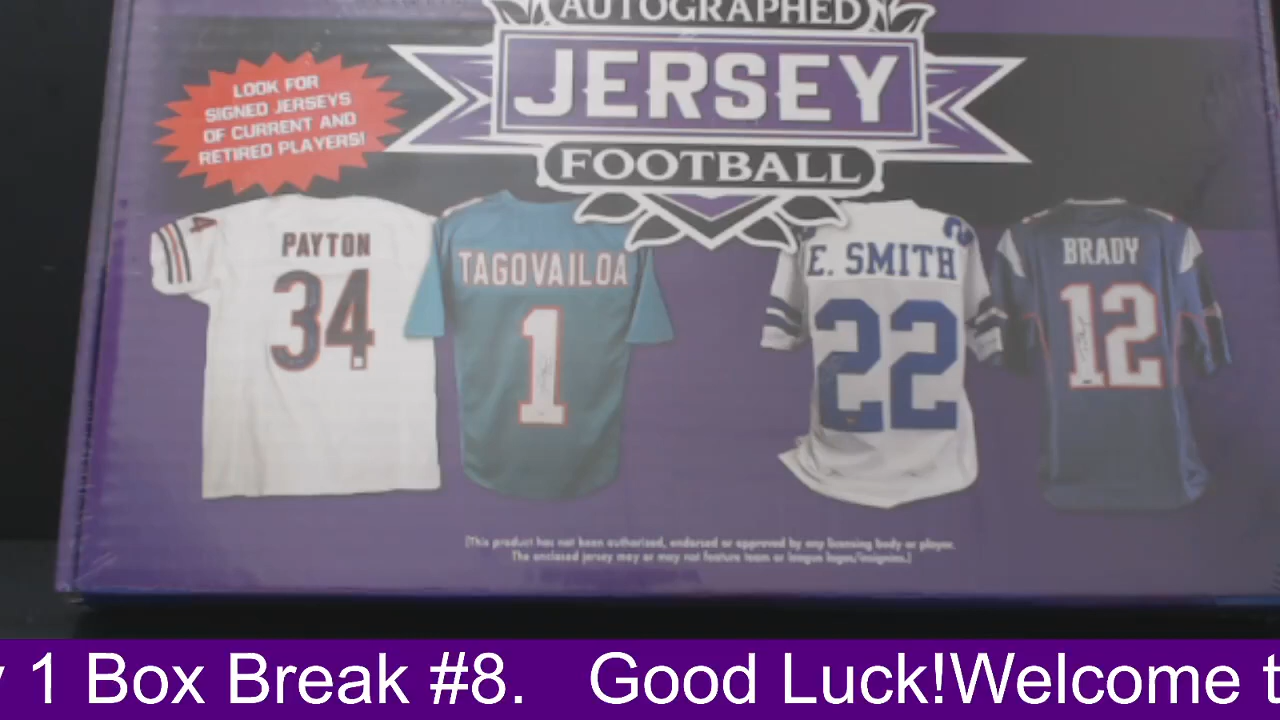 AUTOGRAPHED
JERSEY
FOOTBALL
LOOK FOR
SIGNED JERSEYS
OF CURRENT AND
RETIRED PLAYERS!
4
PAYTON
34
TAGOVAILOA
1
2
E. SMITH
22
BRADY
12
(This product has not been authorized, endorsed or approved by any licensing body or player.
The enclosed jersey may or may not feature team or league logos/insignias.)
1 Box Break #8. Good Luck!Welcome t